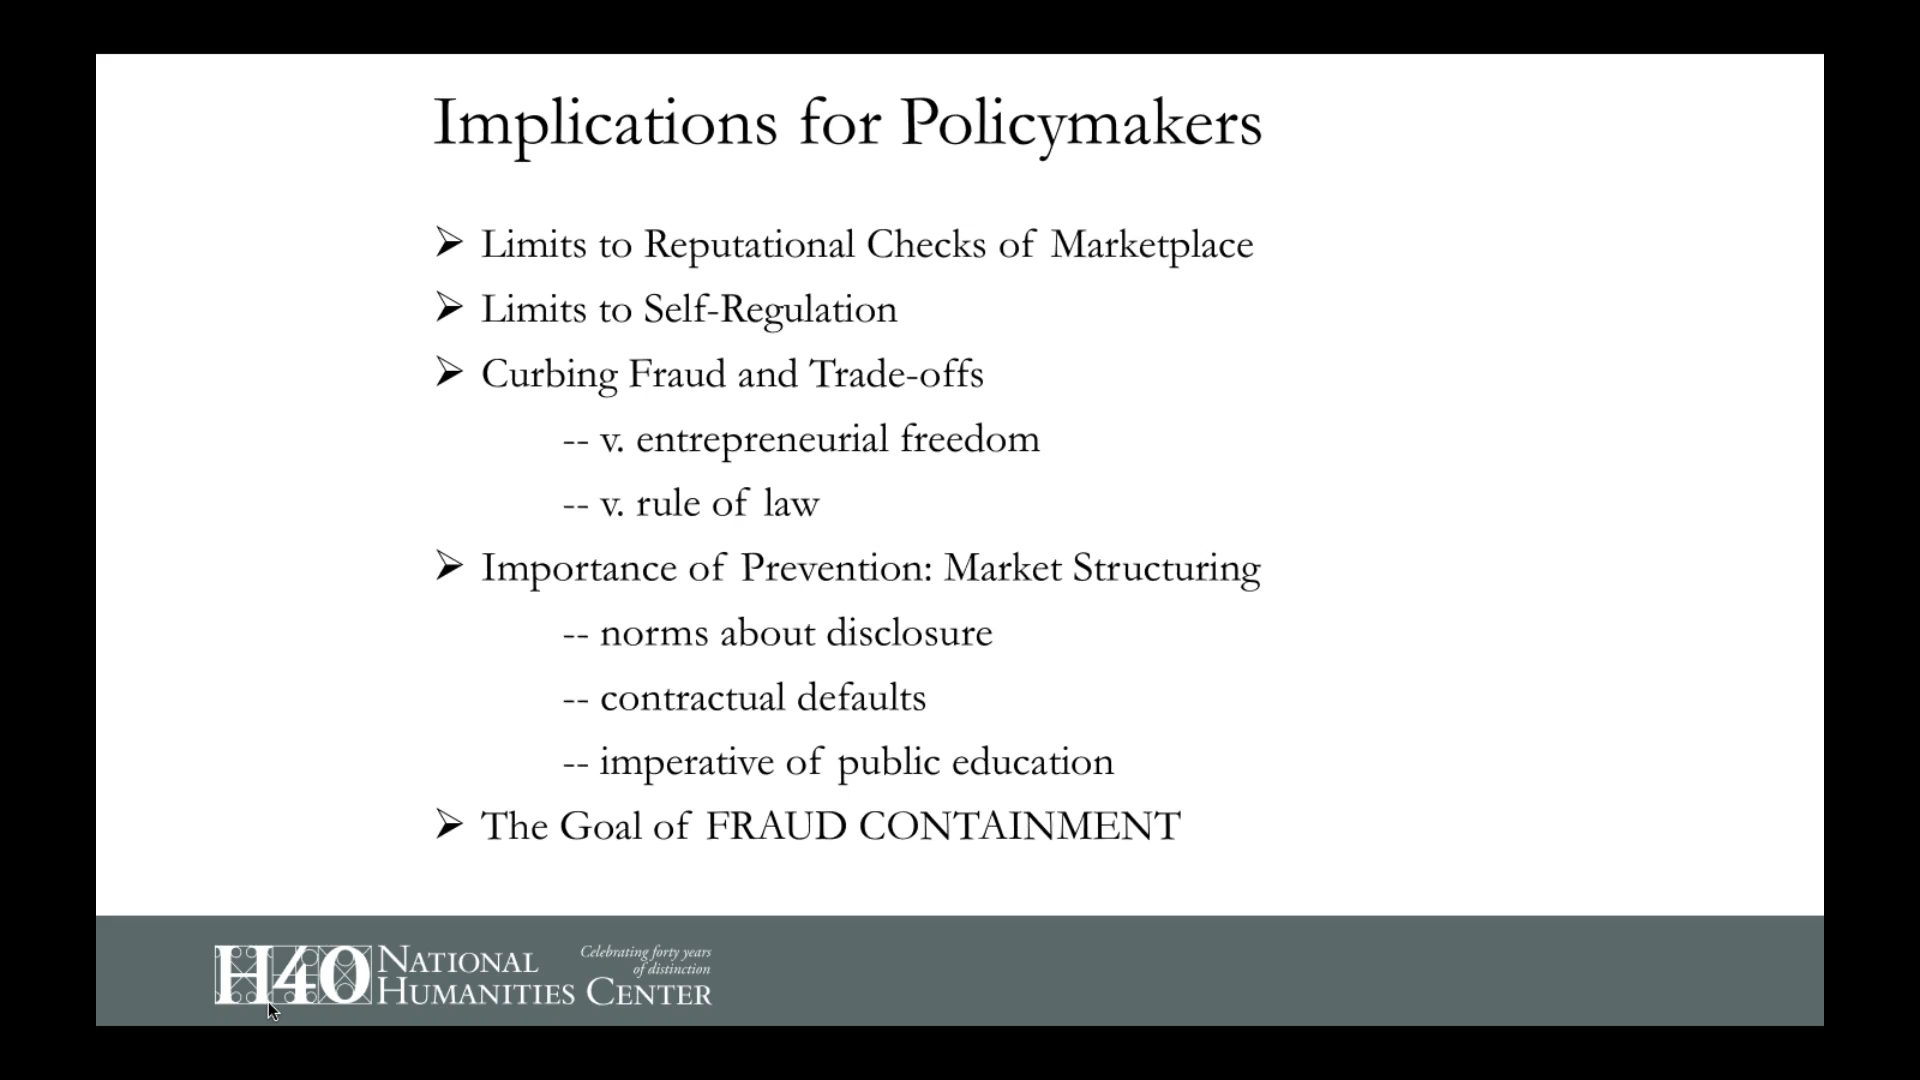 Implications for Policymakers
➢ Limits to Reputational Checks of Marketplace
➢ Limits to Self-Regulation
➢ Curbing Fraud and Trade-offs
-- v. entrepreneurial freedom
-- v. rule of law
➢ Importance of Prevention: Market Structuring
-- norms about disclosure
-- contractual defaults
-- imperative of public education
➢ The Goal of FRAUD CONTAINMENT
H40
NATIONAL
HUMANITIES CENTER
Celebrating forty years
of distinction